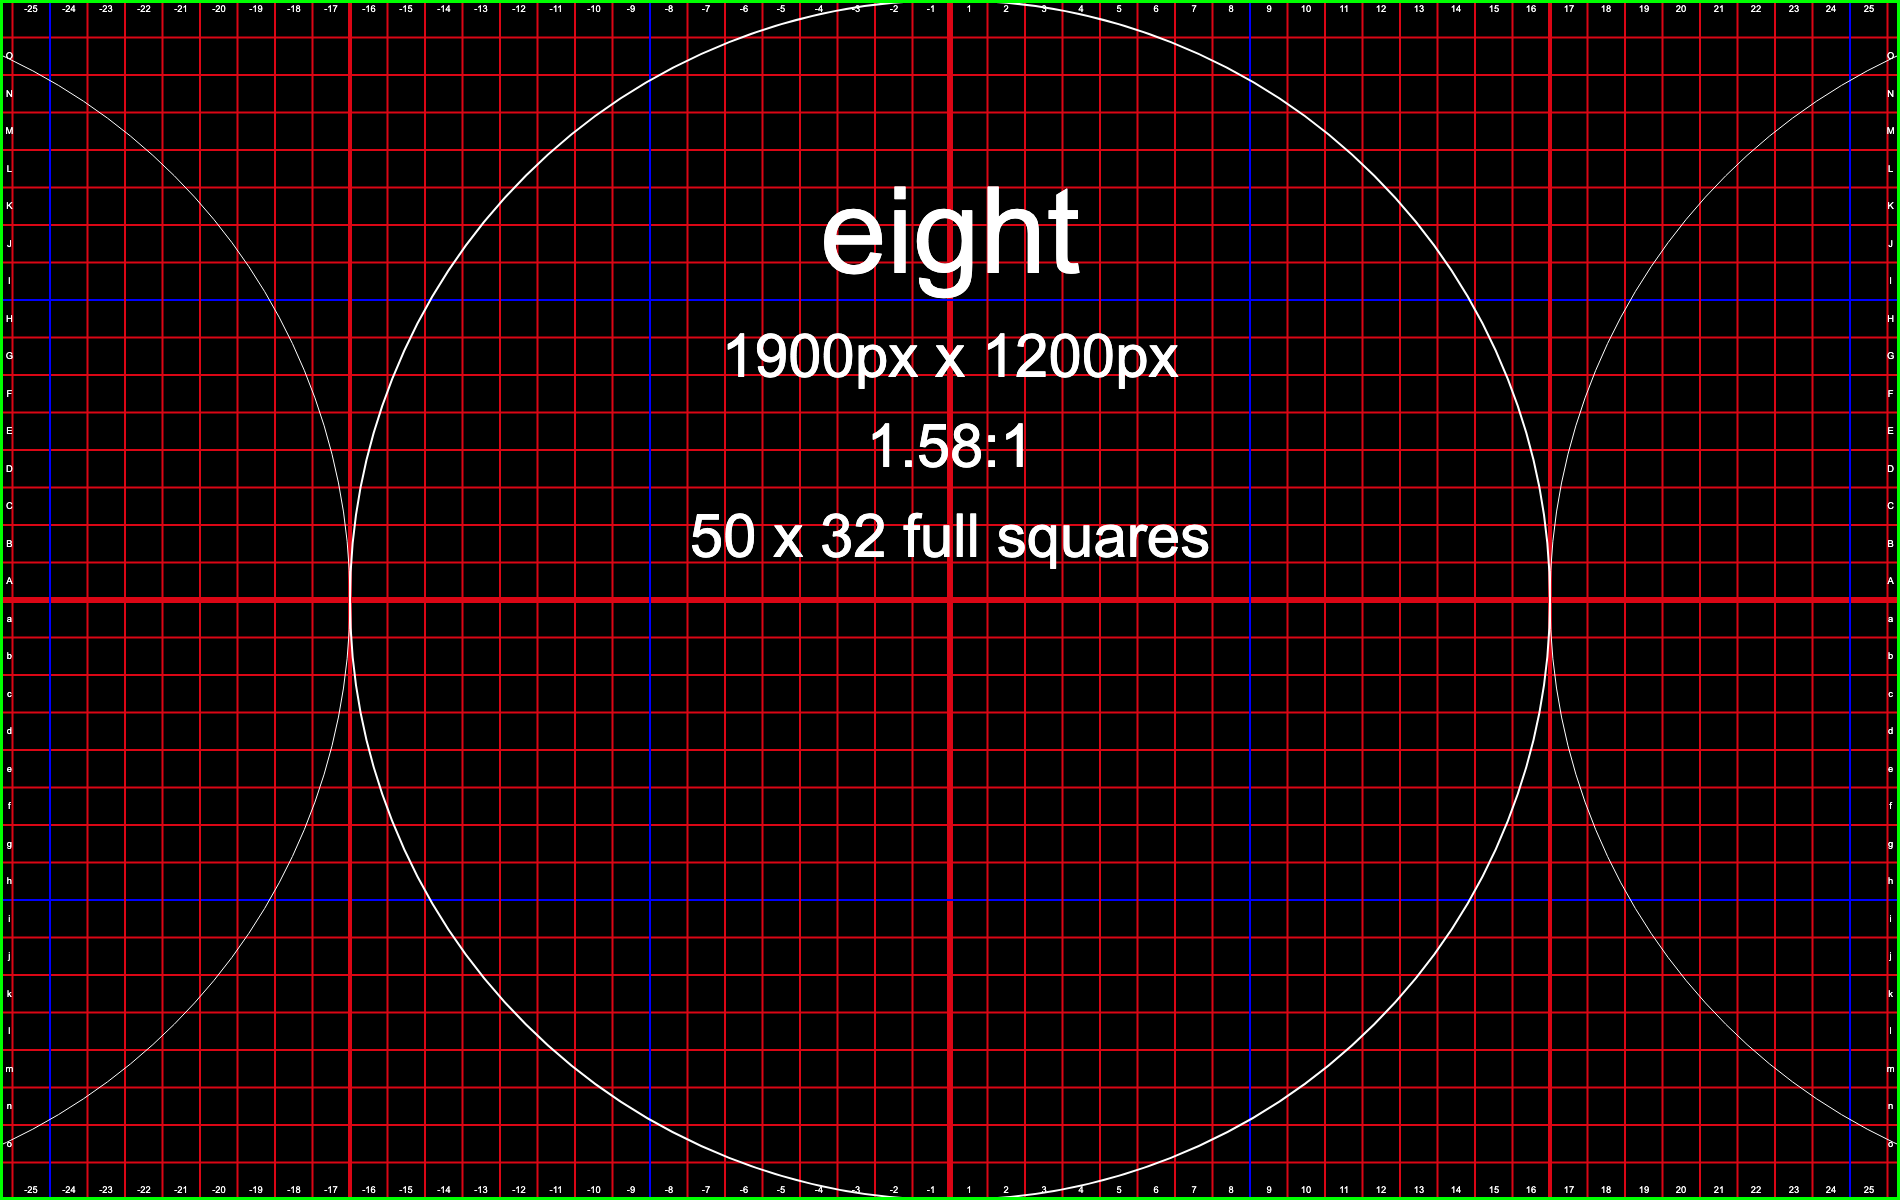 -25 -24 -23 -22 -21 -20 -19 -18 -17 -16 -15 -14 -13 -12 -11 -10 -9 -8 -7 -6 -5 -4 -3 -2 -1 1 2 3 4 5 6 7 8 9 10 11 12 13 14 15 16 17 18 19 20 21 22 23 24 25
O O
N N
M M
L L
K K
eight
J J
I I
H H
1900px x 1200px
G G
F F
E E
1.58:1
D D
C C
50 x 32 full squares
B B
A A
a a
b b
c c
d d
e e
f f
g g
h h
i i
j j
k k
l l
m m
n n
o o
-25 -24 -23 -22 -21 -20 -19 -18 -17 -16 -15 -14 -13 -12 -11 -10 -9 -8 -7 -6 -5 -4 -3 -2 -1 1 2 3 4 5 6 7 8 9 10 11 12 13 14 15 16 17 18 19 20 21 22 23 24 25